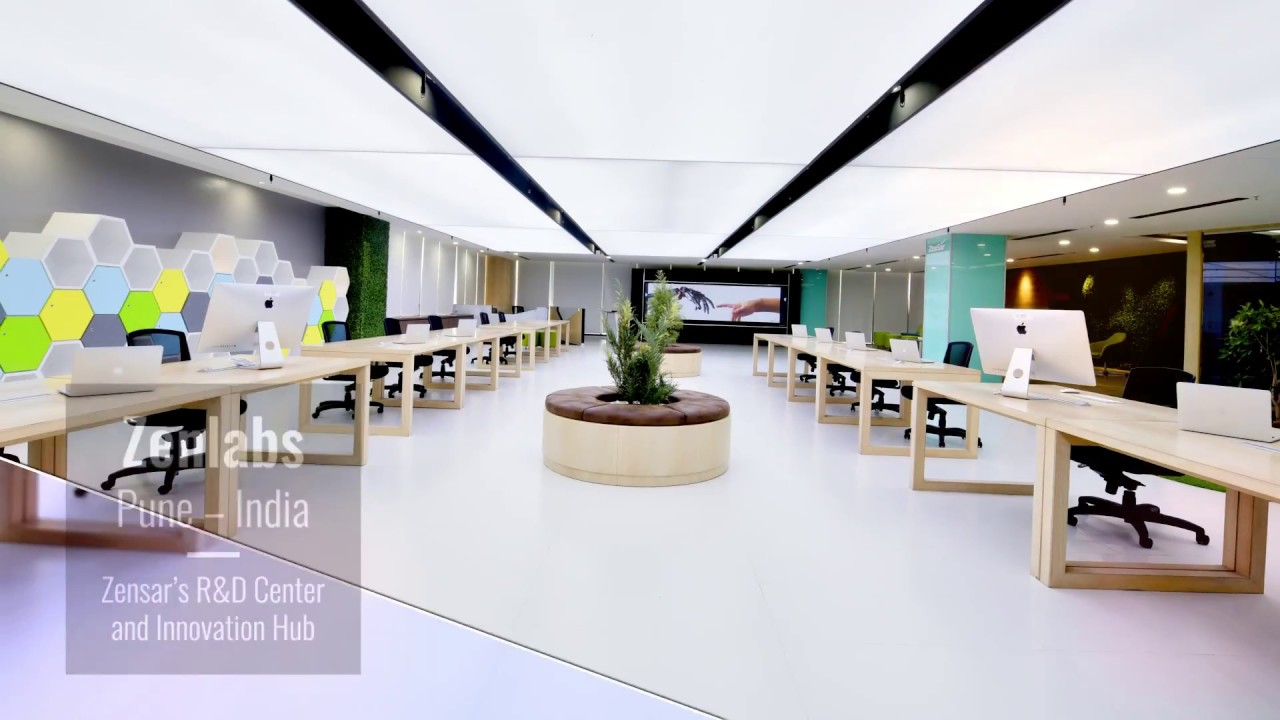 Zenlabs
Pune – India
Zensar's R&D Center
and Innovation Hub